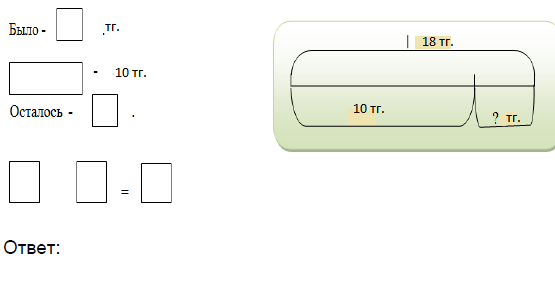 Было - .тг.
- 10 тг.
Осталось - .
=
Ответ:
18 тг.
10 тг.
? тг.